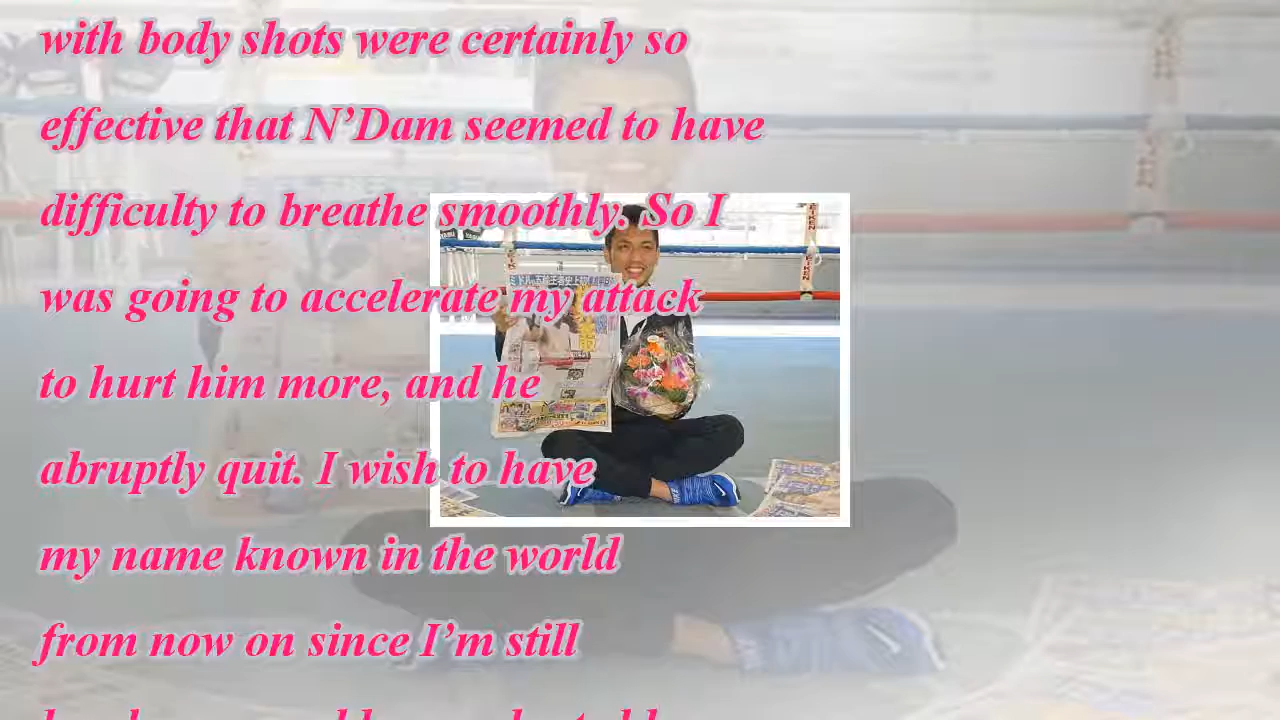 with body shots were certainly so
effective that N’Dam seemed to have
difficulty to breathe smoothly. So I
was going to accelerate my attack
to hurt him more, and he
abruptly quit. I wish to have
my name known in the world
from now on since I’m still